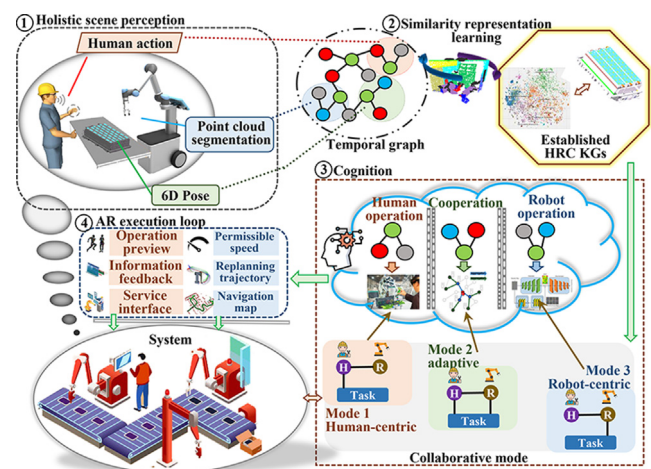 ① Holistic scene perception
Human action
Point cloud
segmentation
6D Pose
Temporal graph
② Similarity representation
learning
Established
HRC KGs
③ Cognition
Human
operation
Cooperation
Robot
operation
④ AR execution loop
Operation
preview
Permissible
speed
Information
feedback
Replanning
trajectory
Service
interface
Navigation
map
System
H
R
Task
Mode 1
Human-centric
Mode 2
adaptive
H
R
Task
Mode 3
Robot-centric
H
R
Task
Collaborative mode